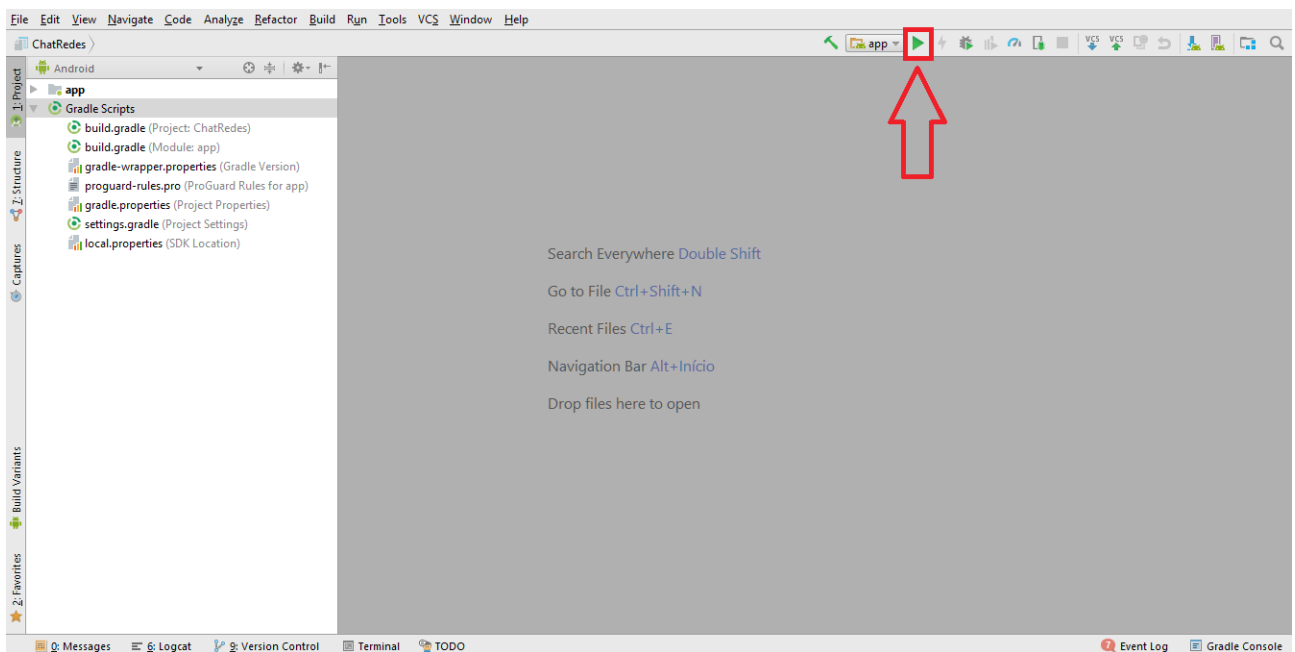 File Edit View Navigate Code Analyze Refactor Build Run Tools VCS Window Help
ChatRedes
app
VCS VCS
Android
1: Project
app
Gradle Scripts
build.gradle (Project: ChatRedes)
build.gradle (Module: app)
gradle-wrapper.properties (Gradle Version)
proguard-rules.pro (ProGuard Rules for app)
gradle.properties (Project Properties)
settings.gradle (Project Settings)
local.properties (SDK Location)
7: Structure
Captures
Build Variants
2: Favorites
Search Everywhere Double Shift
Go to File Ctrl+Shift+N
Recent Files Ctrl+E
Navigation Bar Alt+Início
Drop files here to open
0: Messages 6: Logcat 9: Version Control Terminal TODO
7 Event Log Gradle Console